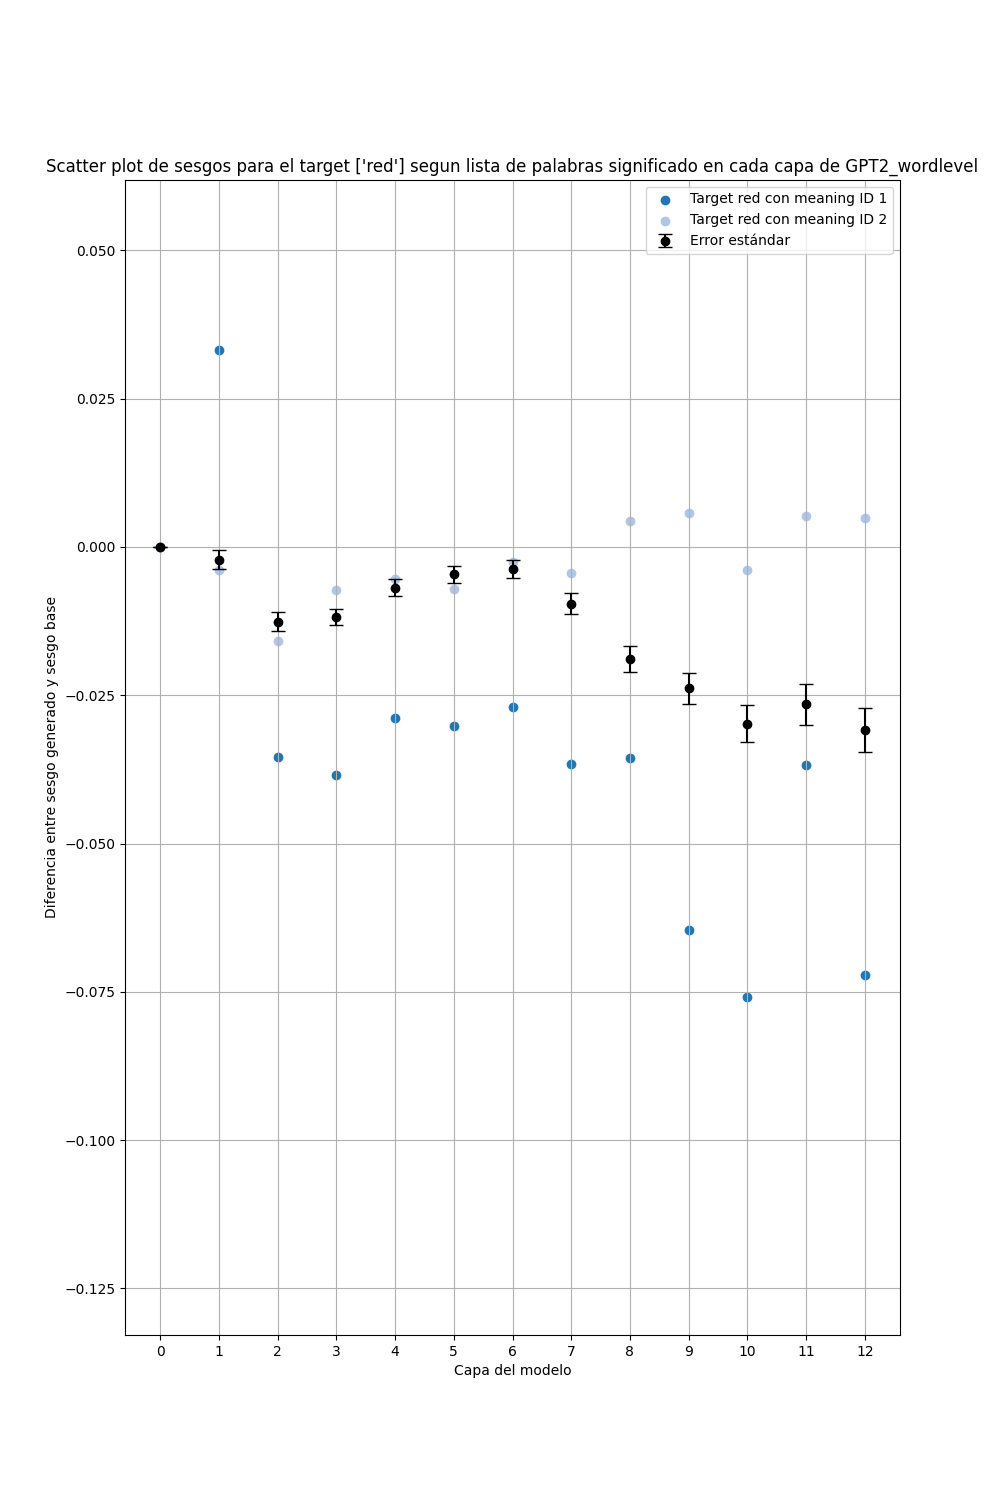 Scatter plot de sesgos para el target ['red'] segun lista de palabras significado en cada capa de GPT2_wordlevel
Target red con meaning ID 1
Target red con meaning ID 2
Error estándar
0.050
0.025
0.000
−0.025
−0.050
−0.075
−0.100
−0.125
Diferencia entre sesgo generado y sesgo base
0 1 2 3 4 5 6 7 8 9 10 11 12
Capa del modelo